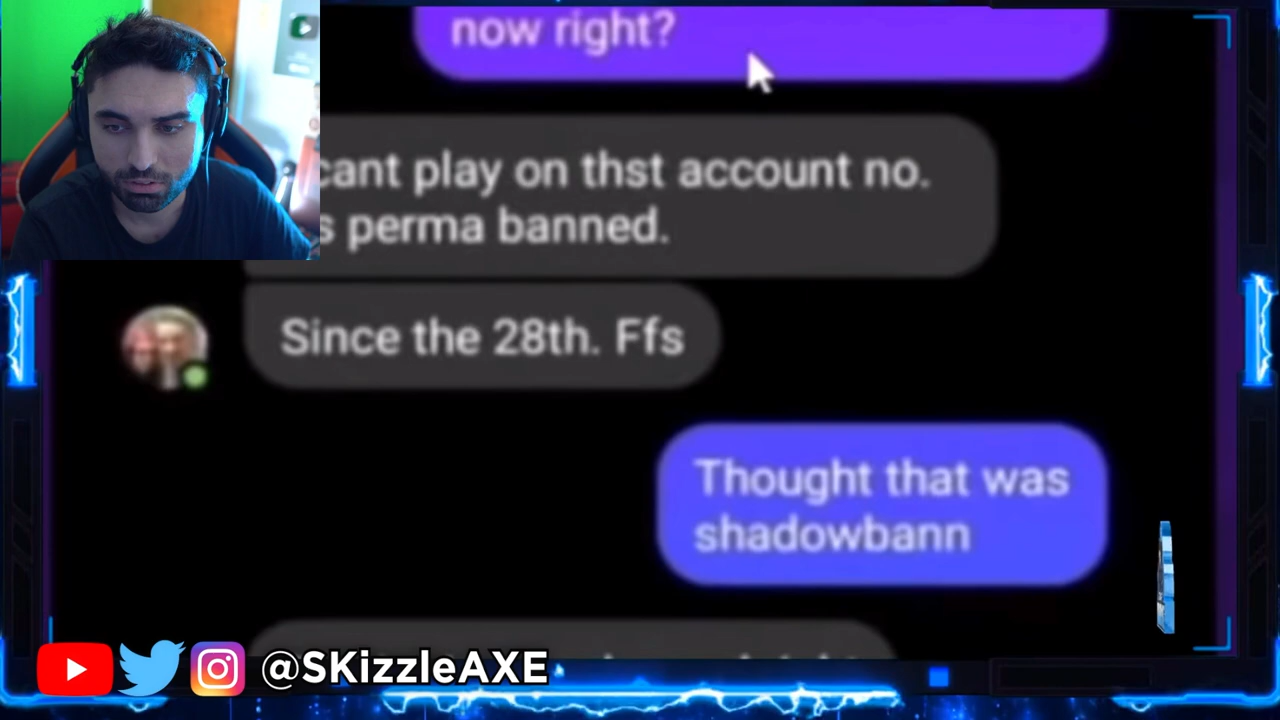 now right?
cant play on thst account no.
s perma banned.
Since the 28th. Ffs
Thought that was
shadowbann
@SKizzleAXE